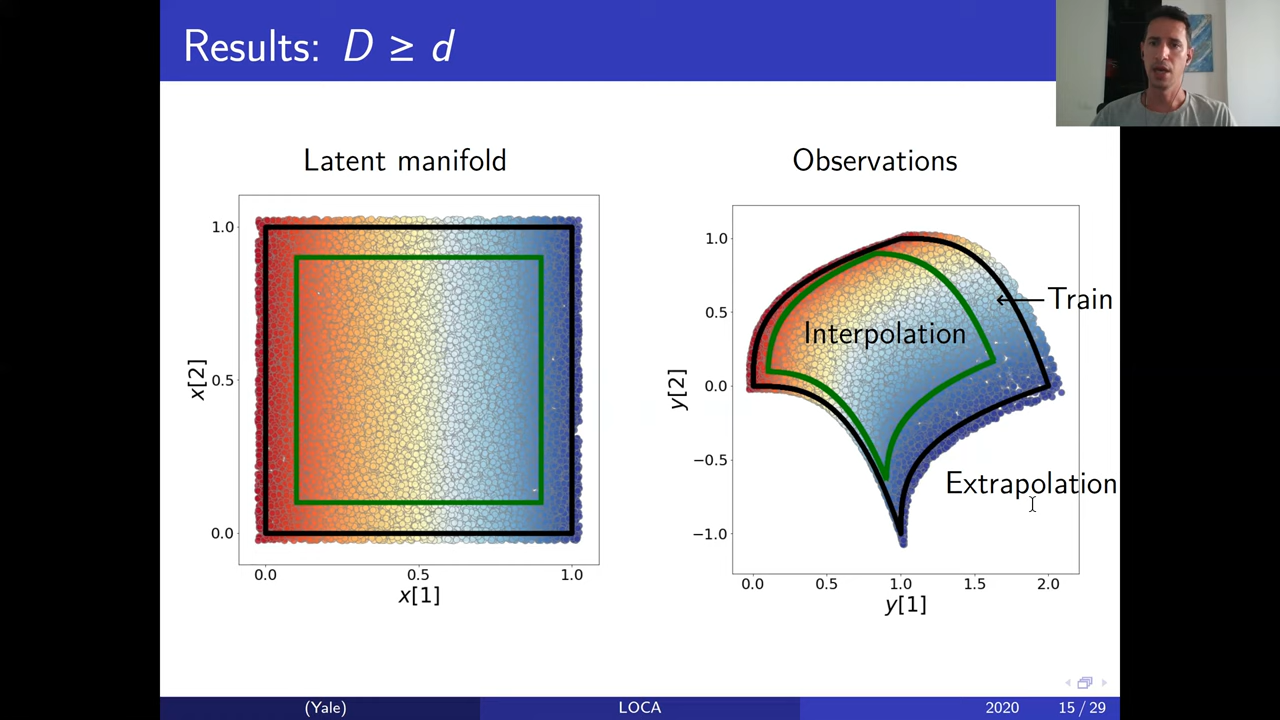 Results: D ≥ d
Latent manifold
Observations
1.0
0.5
0.0
x[2]
0.0 0.5 1.0
x[1]
1.0
0.5
0.0
−0.5
−1.0
y[2]
Train
Interpolation
Extrapolation
0.0 0.5 1.0 1.5 2.0
y[1]
(Yale) LOCA 2020 15 / 29